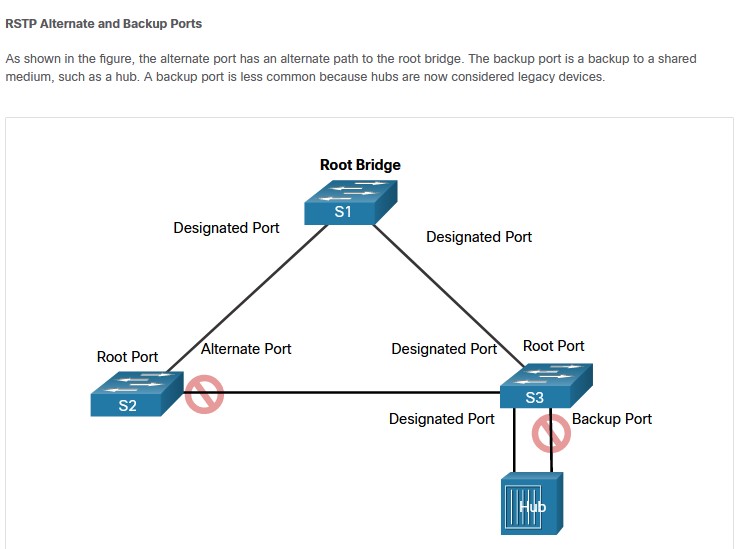 RSTP Alternate and Backup Ports
As shown in the figure, the alternate port has an alternate path to the root bridge. The backup port is a backup to a shared
medium, such as a hub. A backup port is less common because hubs are now considered legacy devices.
Root Bridge
S1
Designated Port
Designated Port
Root Port
Alternate Port
Designated Port
Root Port
S2
S3
Designated Port
Backup Port
Hub